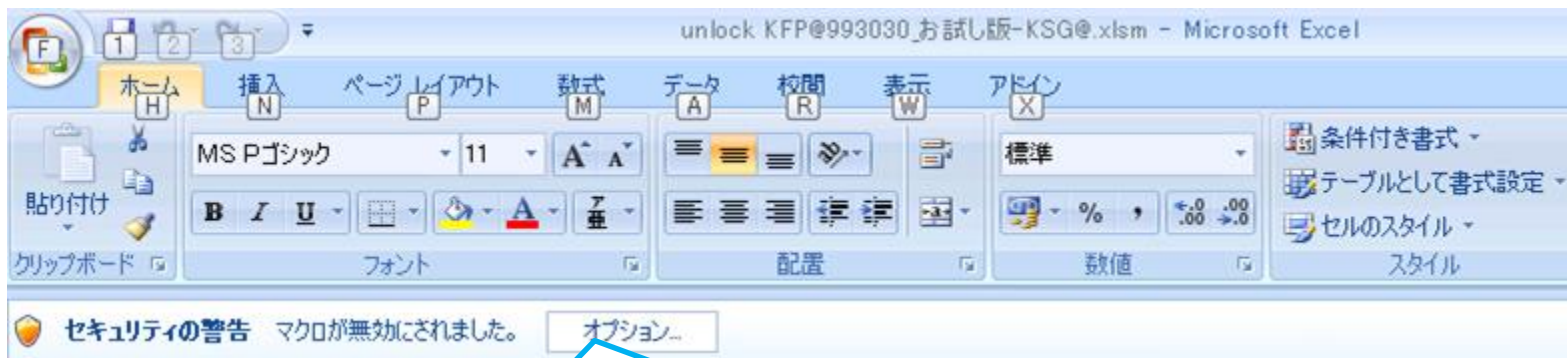 unlock KFP@993030_お試し版-KSG@.xlsm - Microsoft Excel
F 1 2 3
ホーム 挿入 ページ レイアウト 数式 データ 校閲 表示 アドイン
H N P M A R W X
MS Pゴシック 11 A A 標準 条件付き書式
貼り付け テーブルとして書式設定
B I U A ア亜 a % , .0 .00 .00 .0 セルのスタイル
クリップボード フォント 配置 数値 スタイル
セキュリティの警告 マクロが無効にされました。 オプション...